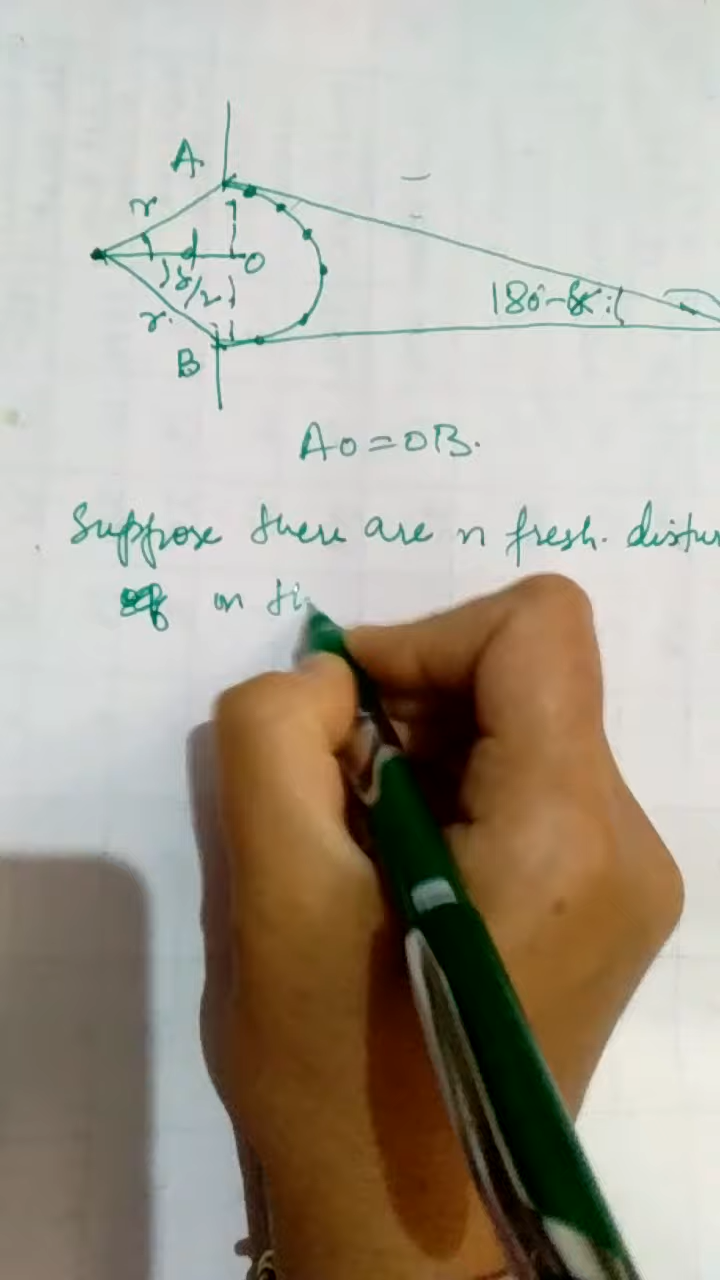 A
r
O
r/2
r.
B
180-
AO = OB.
Suppose there are n fresh. distur
on